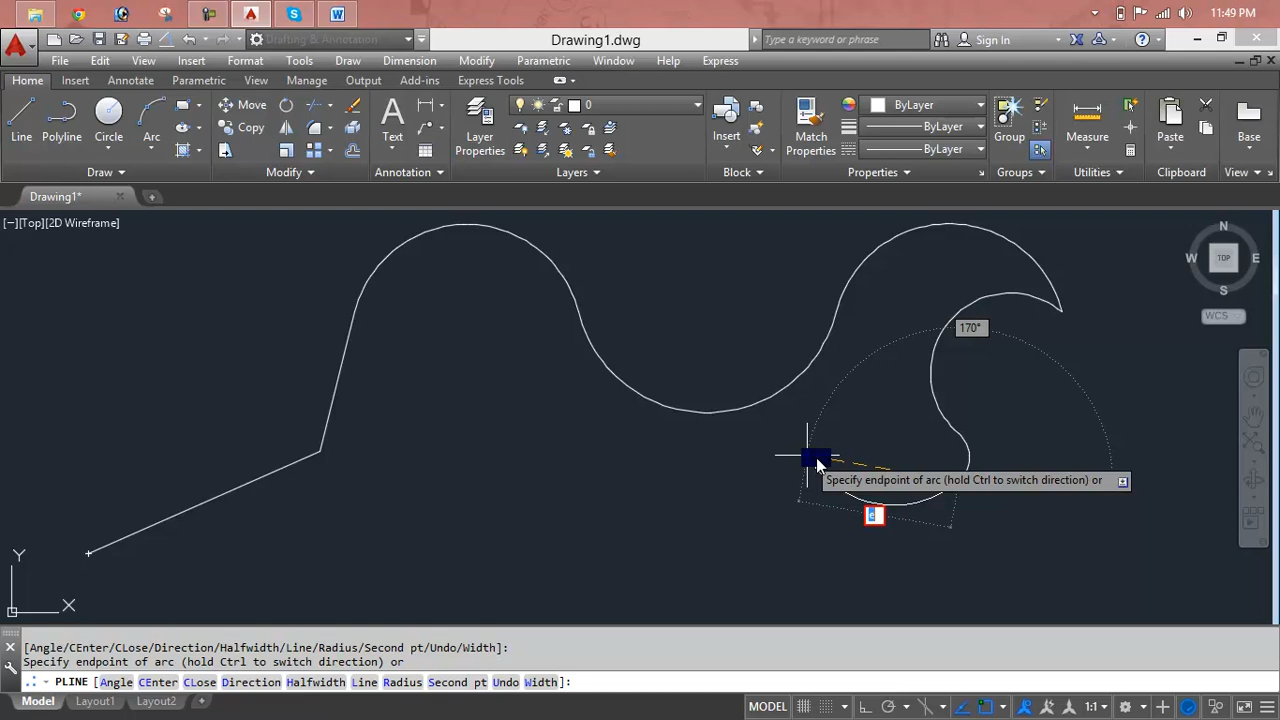 11:49 PM
Drafting & Annotation
Drawing1.dwg
Type a keyword or phrase
Sign In
File Edit View Insert Format Tools Draw Dimension Modify Parametric Window Help Express
Home Insert Annotate Parametric View Manage Output Add-ins Express Tools
Line Polyline Circle Arc
Move
Copy
Text
Layer
Properties
0
Insert
Match
Properties
ByLayer
ByLayer
ByLayer
Group
Measure
Paste
Base
Draw Modify Annotation Layers Block Properties Groups Utilities Clipboard View
Drawing1*
[−][Top][2D Wireframe]
N
W TOP E
S
WCS
170°
Specify endpoint of arc (hold Ctrl to switch direction) or
Y
X
[Angle/CEnter/CLose/Direction/Halfwidth/Line/Radius/Second pt/Undo/Width]:
Specify endpoint of arc (hold Ctrl to switch direction) or
PLINE [Angle CEnter CLose Direction Halfwidth Line Radius Second pt Undo Width]:
Model Layout1 Layout2
MODEL
1:1